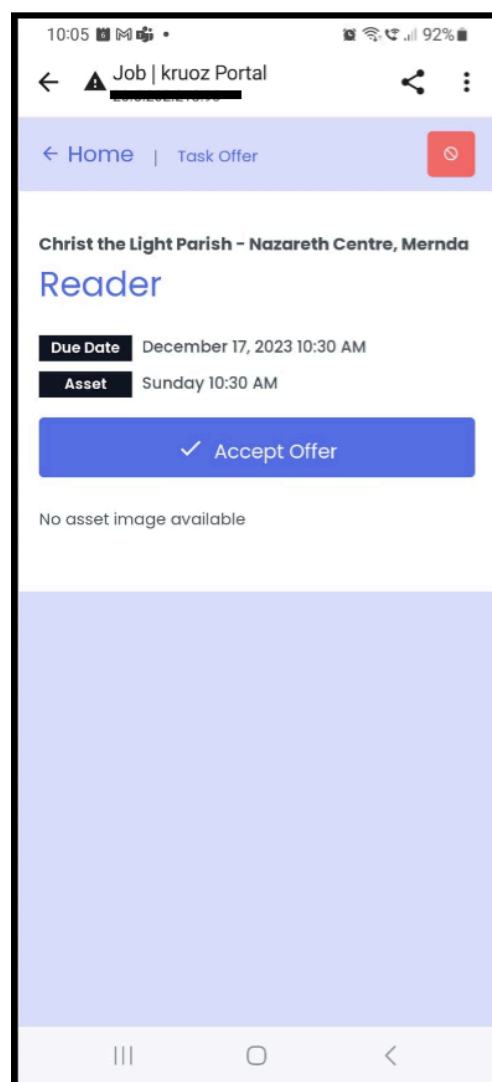 10:05 92%
Job | kruoz Portal
Home | Task Offer
Christ the Light Parish - Nazareth Centre, Mernda
Reader
Due Date December 17, 2023 10:30 AM
Asset Sunday 10:30 AM
Accept Offer
No asset image available